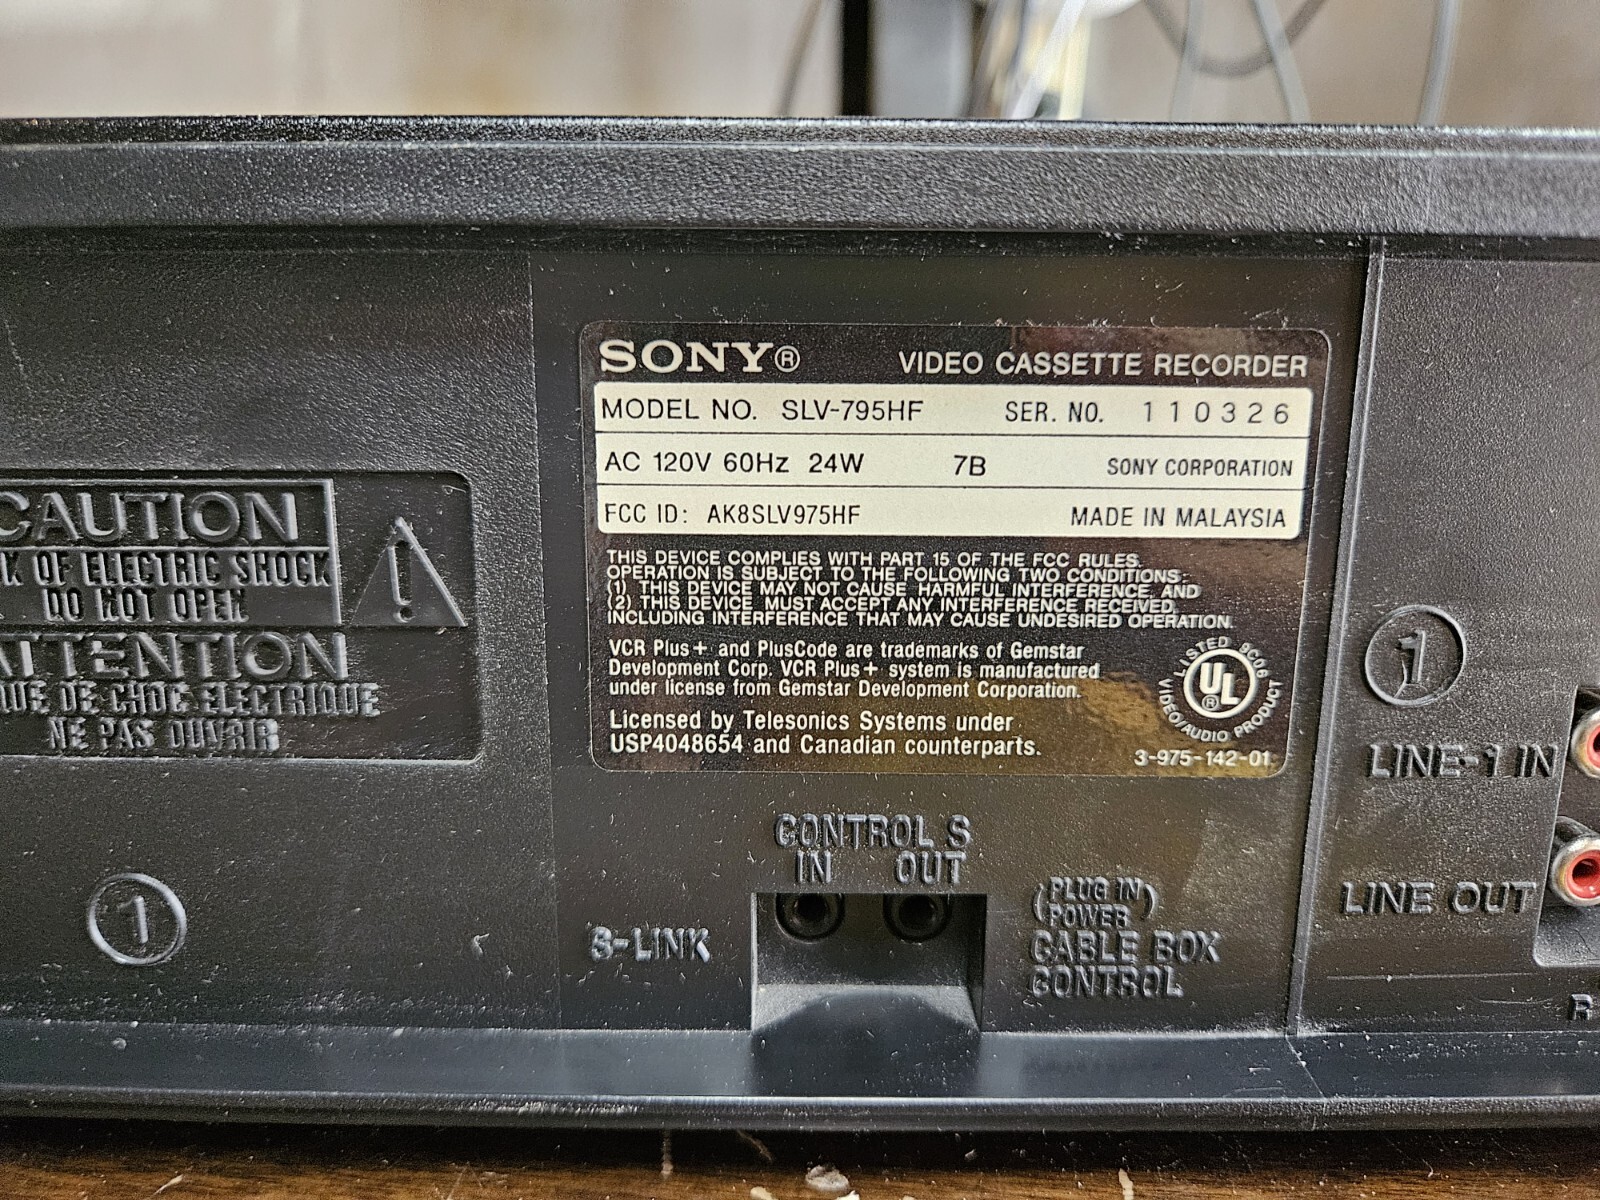 SONY®
VIDEO CASSETTE RECORDER
MODEL NO. SLV-795HF SER. NO. 110326
AC 120V 60Hz 24W 7B SONY CORPORATION
FCC ID: AK8SLV975HF MADE IN MALAYSIA
THIS DEVICE COMPLIES WITH PART 15 OF THE FCC RULES.
OPERATION IS SUBJECT TO THE FOLLOWING TWO CONDITIONS:
(1) THIS DEVICE MAY NOT CAUSE HARMFUL INTERFERENCE, AND
(2) THIS DEVICE MUST ACCEPT ANY INTERFERENCE RECEIVED,
INCLUDING INTERFERENCE THAT MAY CAUSE UNDESIRED OPERATION.
VCR Plus+ and PlusCode are trademarks of Gemstar
Development Corp. VCR Plus+ system is manufactured
under license from Gemstar Development Corporation.
Licensed by Telesonics Systems under
USP4048654 and Canadian counterparts.
LISTED 8C06
UL®
VIDEO/AUDIO PRODUCT
3-975-142-01
CAUTION
K OF ELECTRIC SHOCK
DO NOT OPEN
!
ATTENTION
QUE DE CHOC ELECTRIQUE
NE PAS OUVRIR
1
CONTROL S
IN OUT
S-LINK
(PLUG IN POWER)
CABLE BOX
CONTROL
1
LINE-1 IN
LINE OUT
R